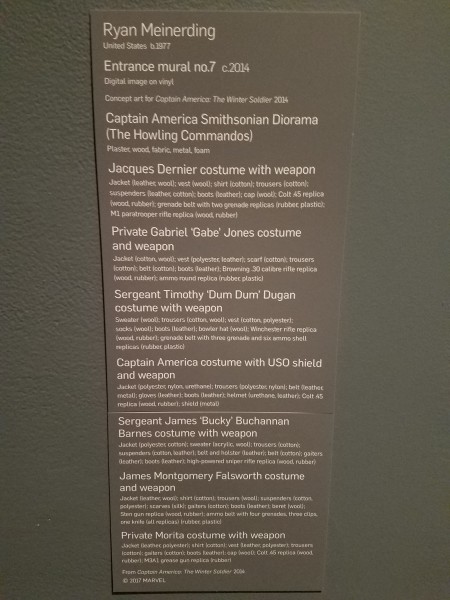 Ryan Meinerding
United States b.1977
Entrance mural no.7 c.2014
Digital image on vinyl
Concept art for Captain America: The Winter Soldier 2014
Captain America Smithsonian Diorama
(The Howling Commandos)
Plaster, wood, fabric, metal, foam
Jacques Dernier costume with weapon
Jacket (leather, wool); vest (wool); shirt (cotton); trousers (cotton);
suspenders (leather, cotton); boots (leather); cap (wool); Colt .45 replica
(wood, rubber); grenade belt with two grenade replicas (rubber, plastic);
M1 paratrooper rifle replica (wood, rubber)
Private Gabriel 'Gabe' Jones costume
and weapon
Jacket (cotton, wool); vest (polyester, leather); scarf (cotton); trousers
(cotton); belt (cotton); boots (leather); Browning .30 calibre rifle replica
(wood, rubber); ammo round replica (rubber, plastic)
Sergeant Timothy 'Dum Dum' Dugan
costume with weapon
Sweater (wool); trousers (cotton, wool); vest (cotton, polyester);
socks (wool); boots (leather); bowler hat (wool); Winchester rifle replica
(wood, rubber); grenade belt with three grenade and six ammo shell
replicas (rubber, plastic)
Captain America costume with USO shield
and weapon
Jacket (polyester, nylon, urethane); trousers (polyester, nylon); belt (leather,
metal); gloves (leather); boots (leather); helmet (urethane, leather); Colt .45
replica (wood, rubber), shield (metal)
Sergeant James 'Bucky' Buchannan
Barnes costume with weapon
Jacket (polyester, cotton); sweater (acrylic, wool); trousers (cotton);
suspenders (cotton, leather); belt and holster (leather); belt (cotton); gaiters
(leather); boots (leather); high-powered sniper rifle replica (wood, rubber)
James Montgomery Falsworth costume
and weapon
Jacket (leather, wool); shirt (cotton); trousers (wool); suspenders (cotton,
polyester); scarves (silk); gaiters (cotton); boots (leather); beret (wool);
Sten gun replica (wood, rubber); ammo belt with four grenades, three clips,
one knife (all replicas) (rubber, plastic)
Private Morita costume with weapon
Jacket (leather, polyester); shirt (cotton); vest (leather, polyester); trousers
(cotton); gaiters (cotton); boots (leather); cap (wool); Colt .45 replica (wood,
rubber); M3A1 grease gun replica (rubber)
From Captain America: The Winter Soldier 2014
© 2017 MARVEL